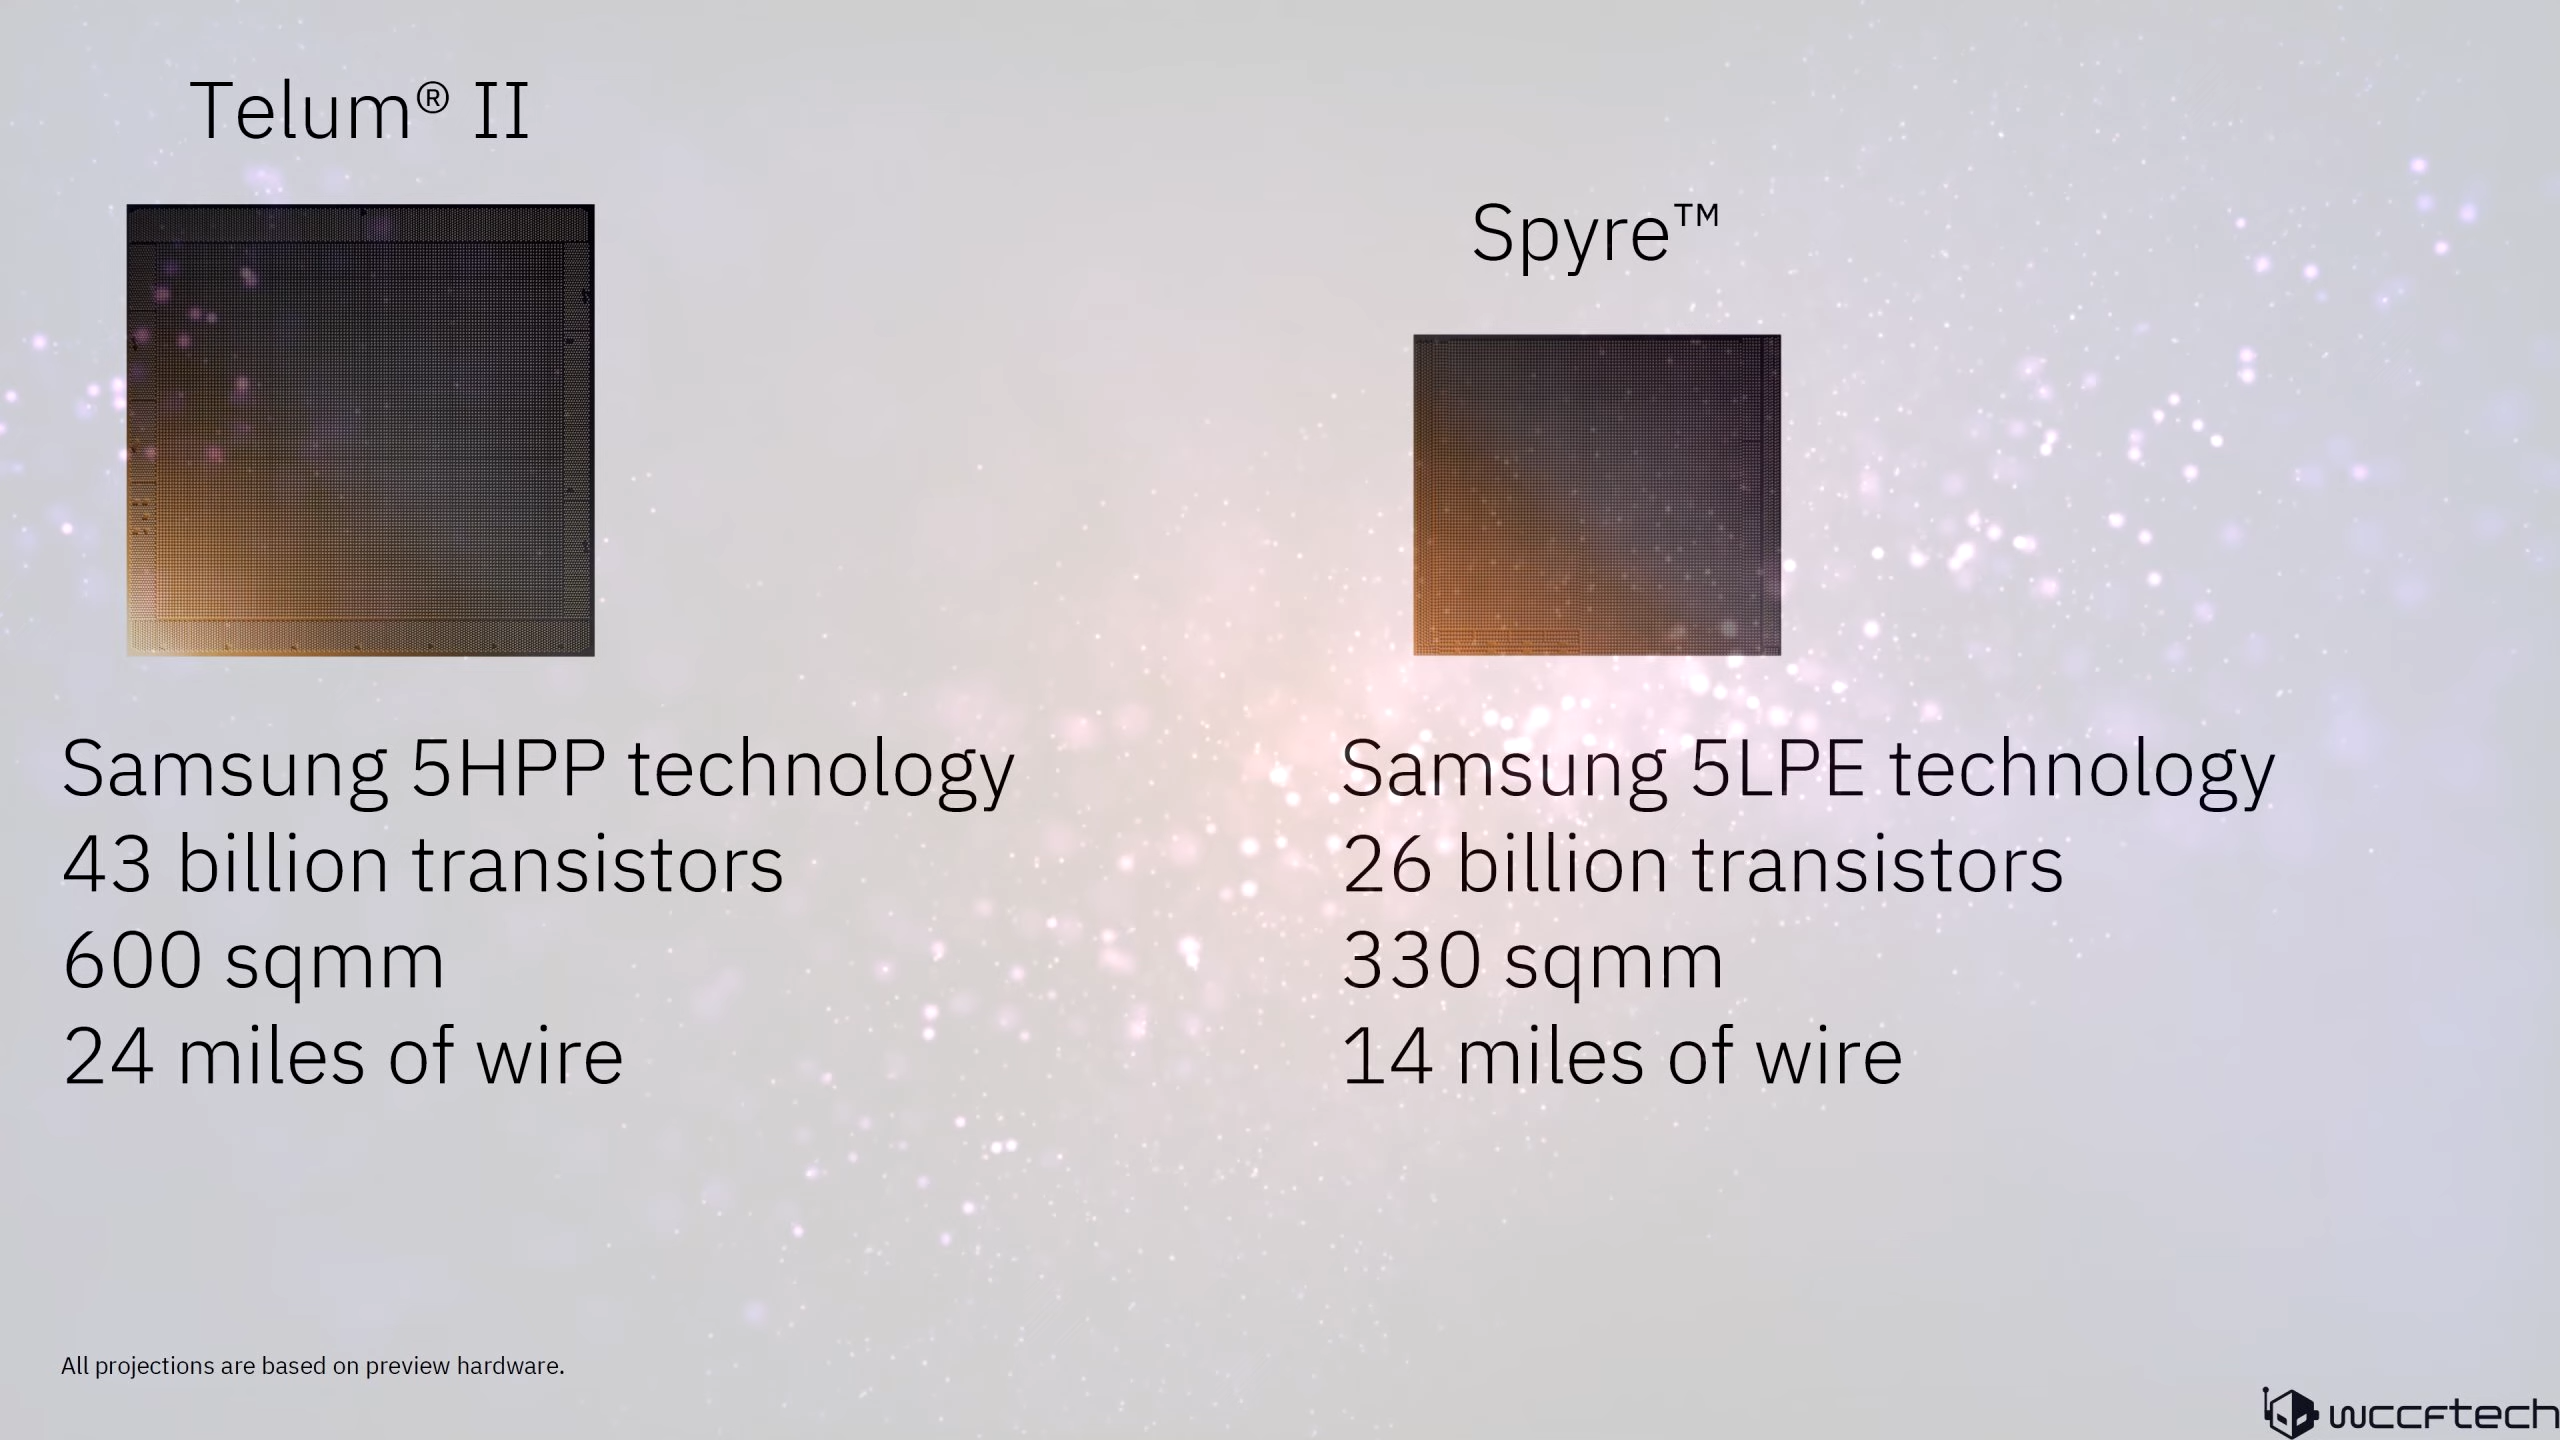 Telum® II
Samsung 5HPP technology
43 billion transistors
600 sqmm
24 miles of wire
Spyre™
Samsung 5LPE technology
26 billion transistors
330 sqmm
14 miles of wire
All projections are based on preview hardware.
wccftech